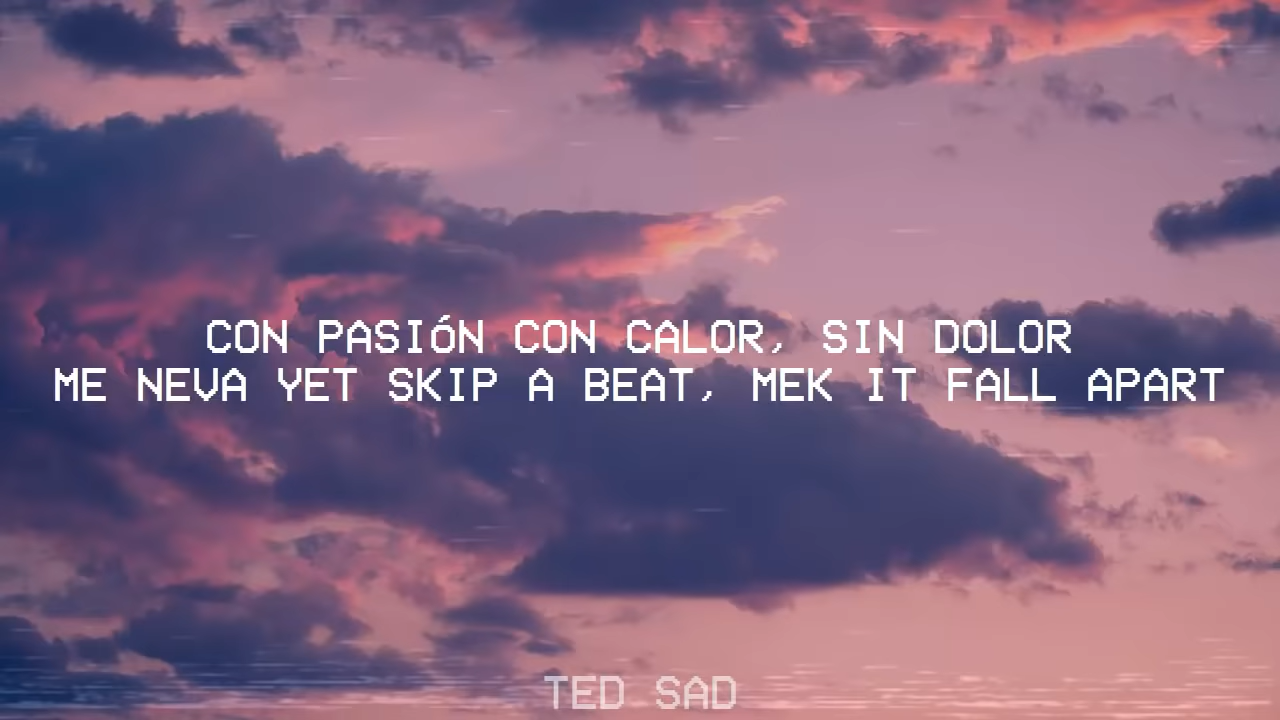 CON PASIóN CON CALOR, SIN DOLOR
ME NEVA YET SKIP A BEAT, MEK IT FALL APART
TED SAD